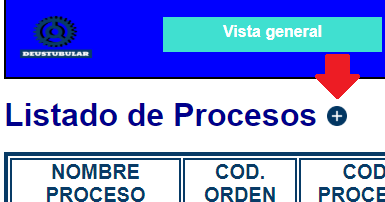 DEUSTUBULAR
Vista general
Listado de Procesos
NOMBRE COD. COD
PROCESO ORDEN PROCE